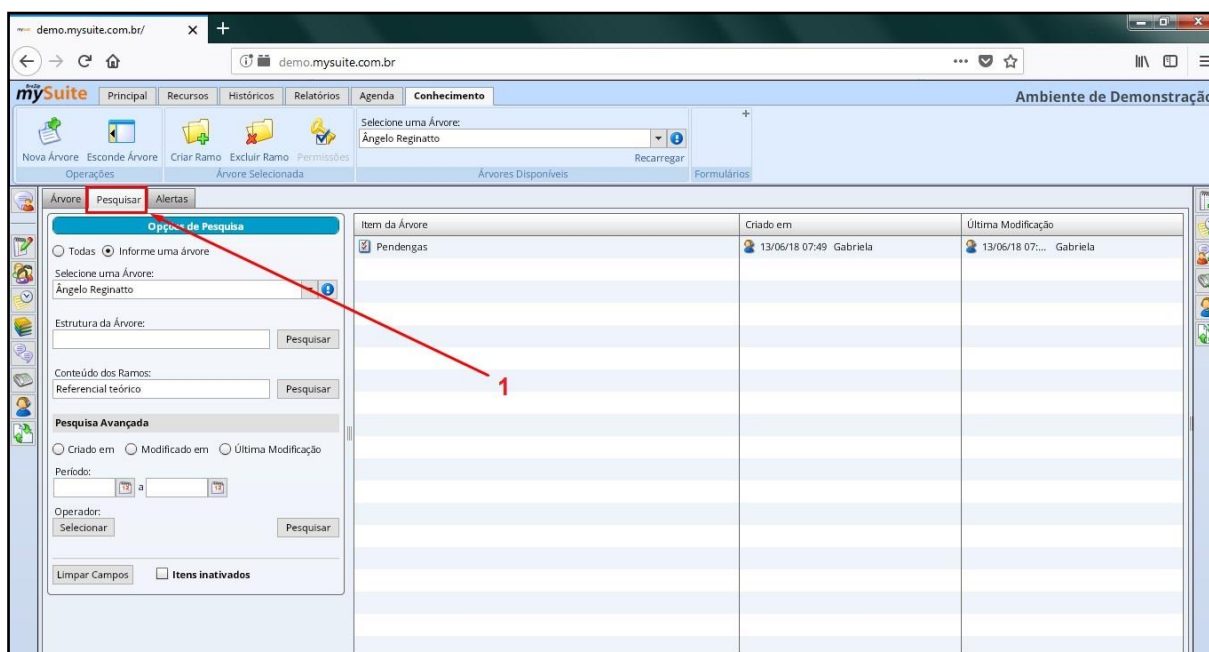 demo.mysuite.com.br/
demo.mysuite.com.br
mySuite Principal Recursos Históricos Relatórios Agenda Conhecimento Ambiente de Demonstração
Selecione uma Árvore:
Ângelo Reginatto
Nova Árvore Esconde Árvore Criar Ramo Excluir Ramo Permissões Recarregar
Operações Árvore Selecionada Árvores Disponíveis Formulários
Árvore Pesquisar Alertas
Opções de Pesquisa
Item da Árvore Criado em Última Modificação
Todas Informe uma árvore
Pendengas 13/06/18 07:49 Gabriela 13/06/18 07:... Gabriela
Selecione uma Árvore:
Ângelo Reginatto
Estrutura da Árvore:
Pesquisar
Conteúdo dos Ramos:
Referencial teórico Pesquisar
1
Pesquisa Avançada
Criado em Modificado em Última Modificação
Período:
a
Operador:
Selecionar Pesquisar
Limpar Campos Itens inativados